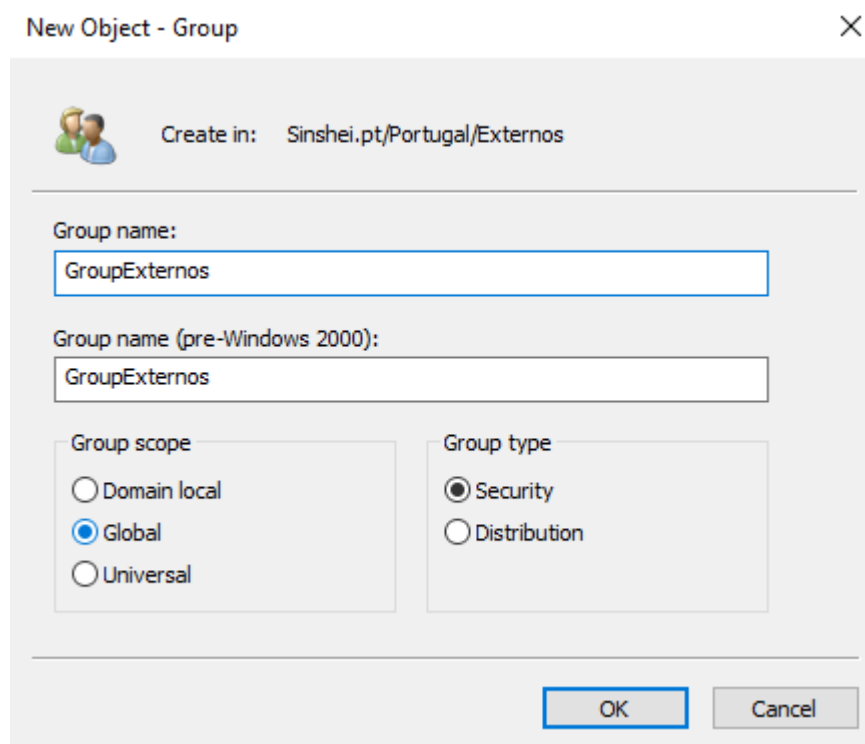 New Object - Group
Create in: Sinshei.pt/Portugal/Externos
Group name:
GroupExternos
Group name (pre-Windows 2000):
GroupExternos
Group scope
Domain local
Global
Universal
Group type
Security
Distribution
OK
Cancel